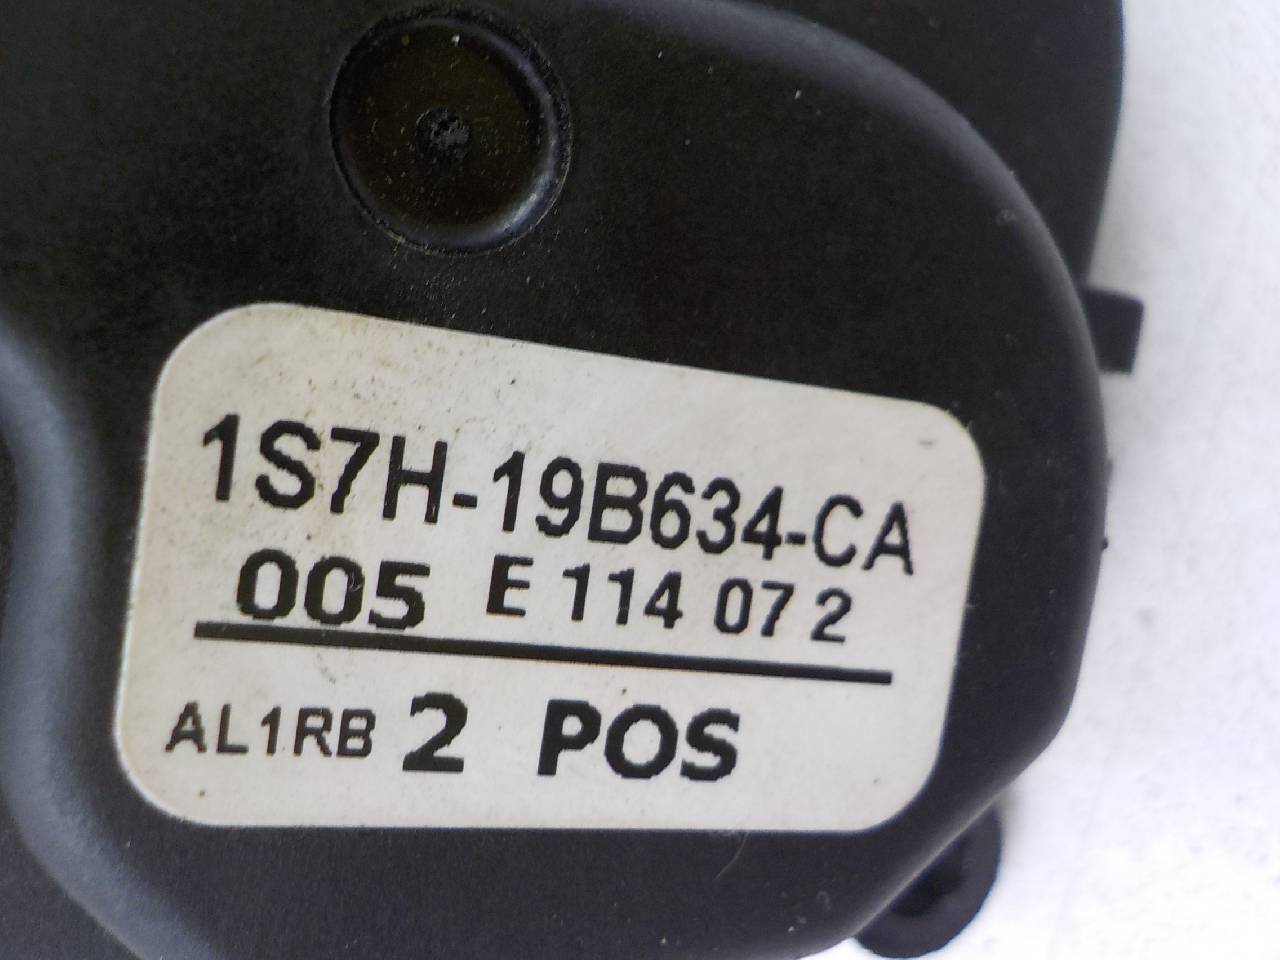 1S7H-19B634-CA
005 E 114 07 2
AL1RB 2 POS